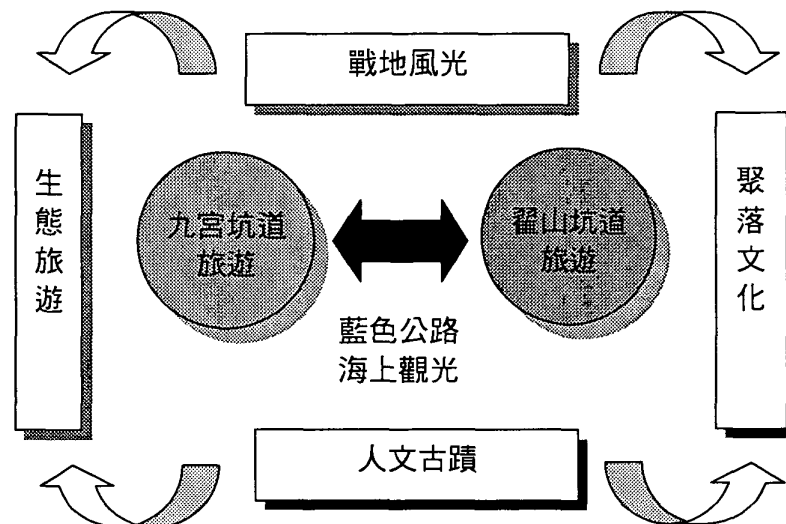 戰地風光
生態旅遊
九宮坑道
旅遊
翟山坑道
旅遊
聚落文化
藍色公路
海上觀光
人文古蹟